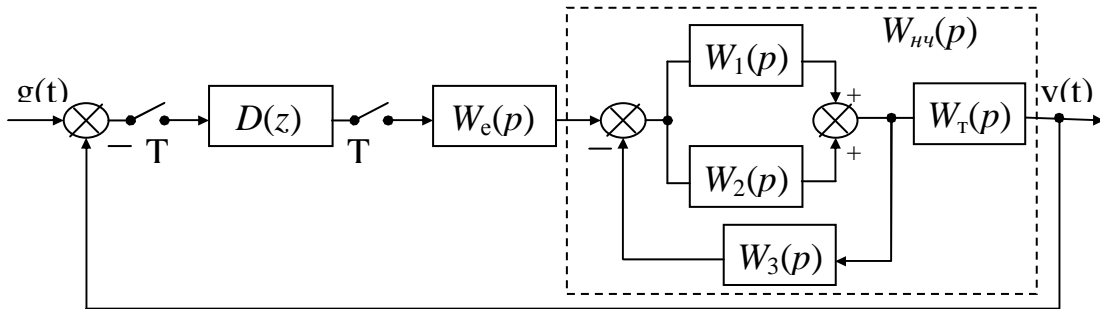 W_нч(p)
W_1(p)
g(t)
y(t)
+
D(z)
W_e(p)
W_т(p)
− T
T
−
+
W_2(p)
W_3(p)